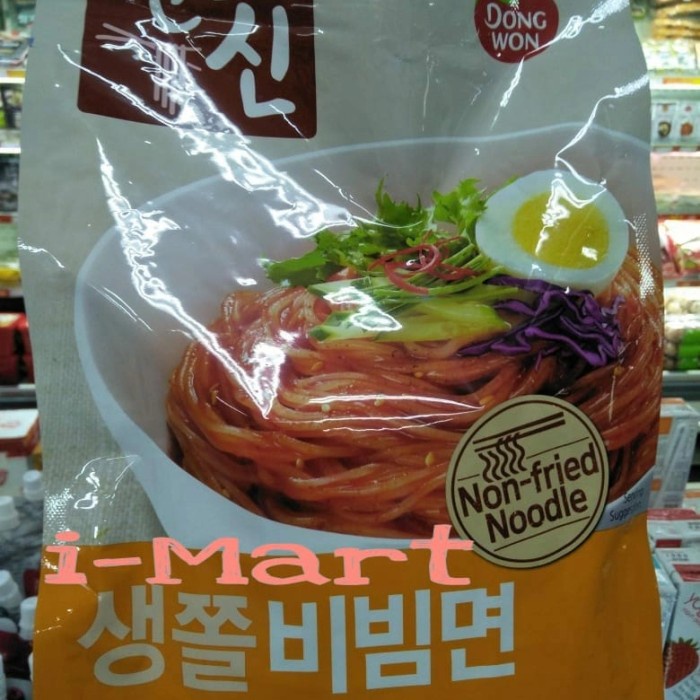 신
DONG
WON
Non-fried
Noodle
i-Mart
생쫄비빔면